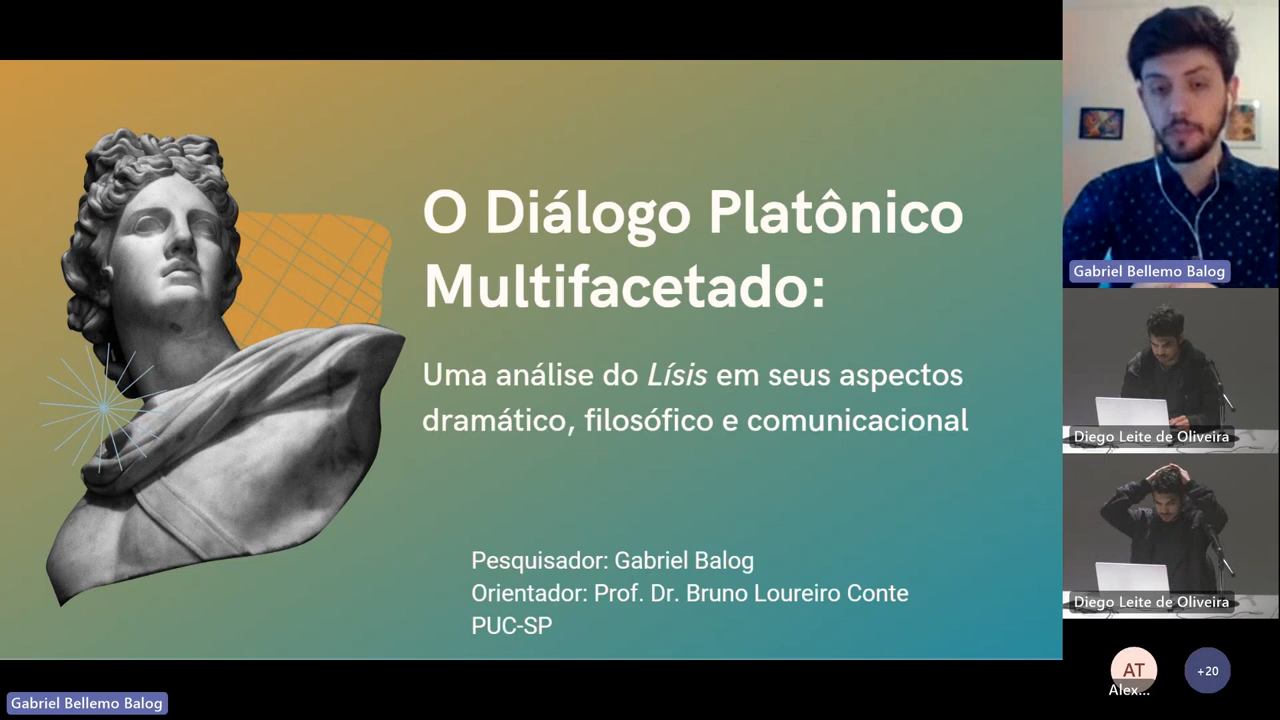 O Diálogo Platônico
Multifacetado:
Uma análise do Lísis em seus aspectos
dramático, filosófico e comunicacional
Pesquisador: Gabriel Balog
Orientador: Prof. Dr. Bruno Loureiro Conte
PUC-SP
Gabriel Bellemo Balog
Gabriel Bellemo Balog
Diego Leite de Oliveira
Diego Leite de Oliveira
AT
Alex...
+20